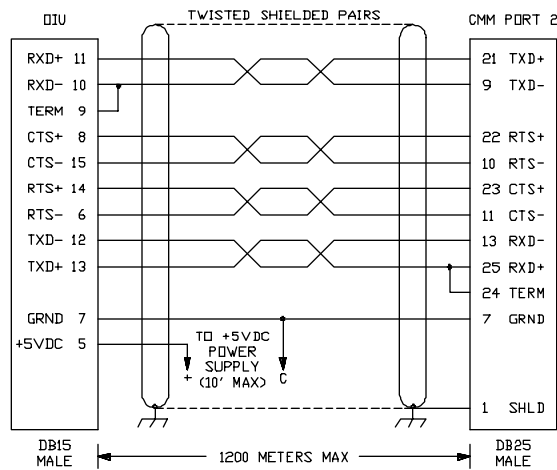 OIU TWISTED SHIELDED PAIRS CMM PORT 2
RXD+ 11 21 TXD+
RXD- 10 9 TXD-
TERM 9
CTS+ 8 22 RTS+
CTS- 15 10 RTS-
RTS+ 14 23 CTS+
RTS- 6 11 CTS-
TXD- 12 13 RXD-
TXD+ 13 25 RXD+
24 TERM
GRND 7 7 GRND
+5VDC 5
TO +5VDC
POWER
SUPPLY
+ (10' MAX) C
1 SHLD
DB15 DB25
MALE 1200 METERS MAX MALE